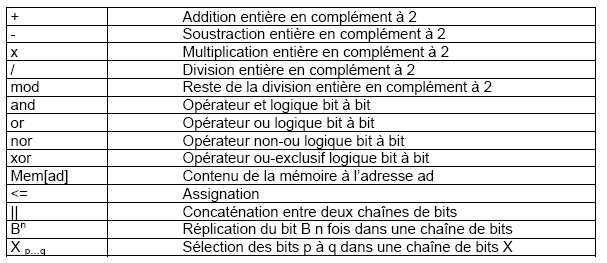 + Addition entière en complément à 2
- Soustraction entière en complément à 2
x Multiplication entière en complément à 2
/ Division entière en complément à 2
mod Reste de la division entière en complément à 2
and Opérateur et logique bit à bit
or Opérateur ou logique bit à bit
nor Opérateur non-ou logique bit à bit
xor Opérateur ou-exclusif logique bit à bit
Mem[ad] Contenu de la mémoire à l'adresse ad
<= Assignation
|| Concaténation entre deux chaînes de bits
Bⁿ Réplication du bit B n fois dans une chaîne de bits
X p...q Sélection des bits p à q dans une chaîne de bits X